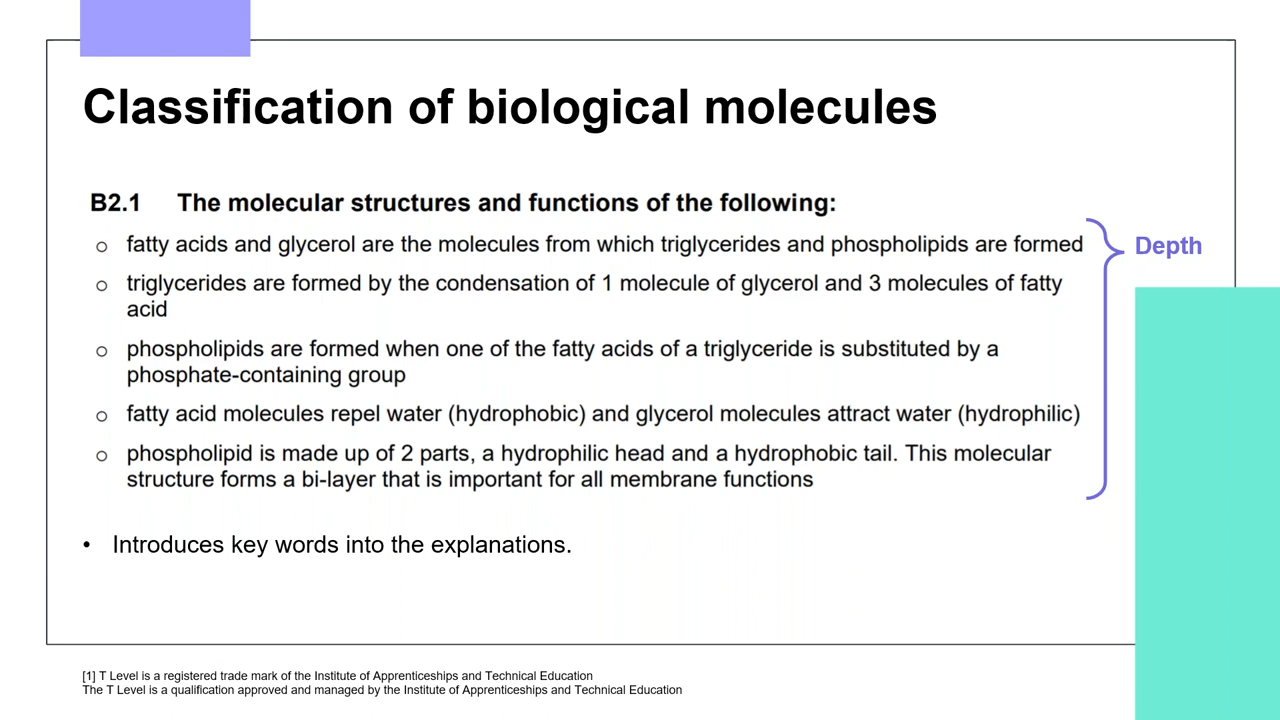 Classification of biological molecules
B2.1 The molecular structures and functions of the following:
○ fatty acids and glycerol are the molecules from which triglycerides and phospholipids are formed
Depth
○ triglycerides are formed by the condensation of 1 molecule of glycerol and 3 molecules of fatty
acid
○ phospholipids are formed when one of the fatty acids of a triglyceride is substituted by a
phosphate-containing group
○ fatty acid molecules repel water (hydrophobic) and glycerol molecules attract water (hydrophilic)
○ phospholipid is made up of 2 parts, a hydrophilic head and a hydrophobic tail. This molecular
structure forms a bi-layer that is important for all membrane functions
• Introduces key words into the explanations.
[1] T Level is a registered trade mark of the Institute of Apprenticeships and Technical Education
The T Level is a qualification approved and managed by the Institute of Apprenticeships and Technical Education